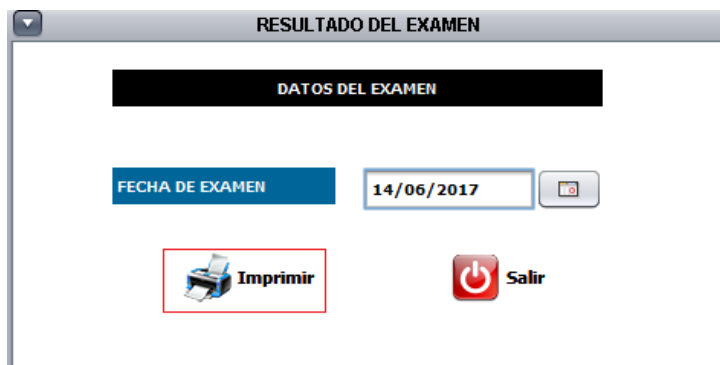 RESULTADO DEL EXAMEN
DATOS DEL EXAMEN
FECHA DE EXAMEN 14/06/2017
Imprimir Salir